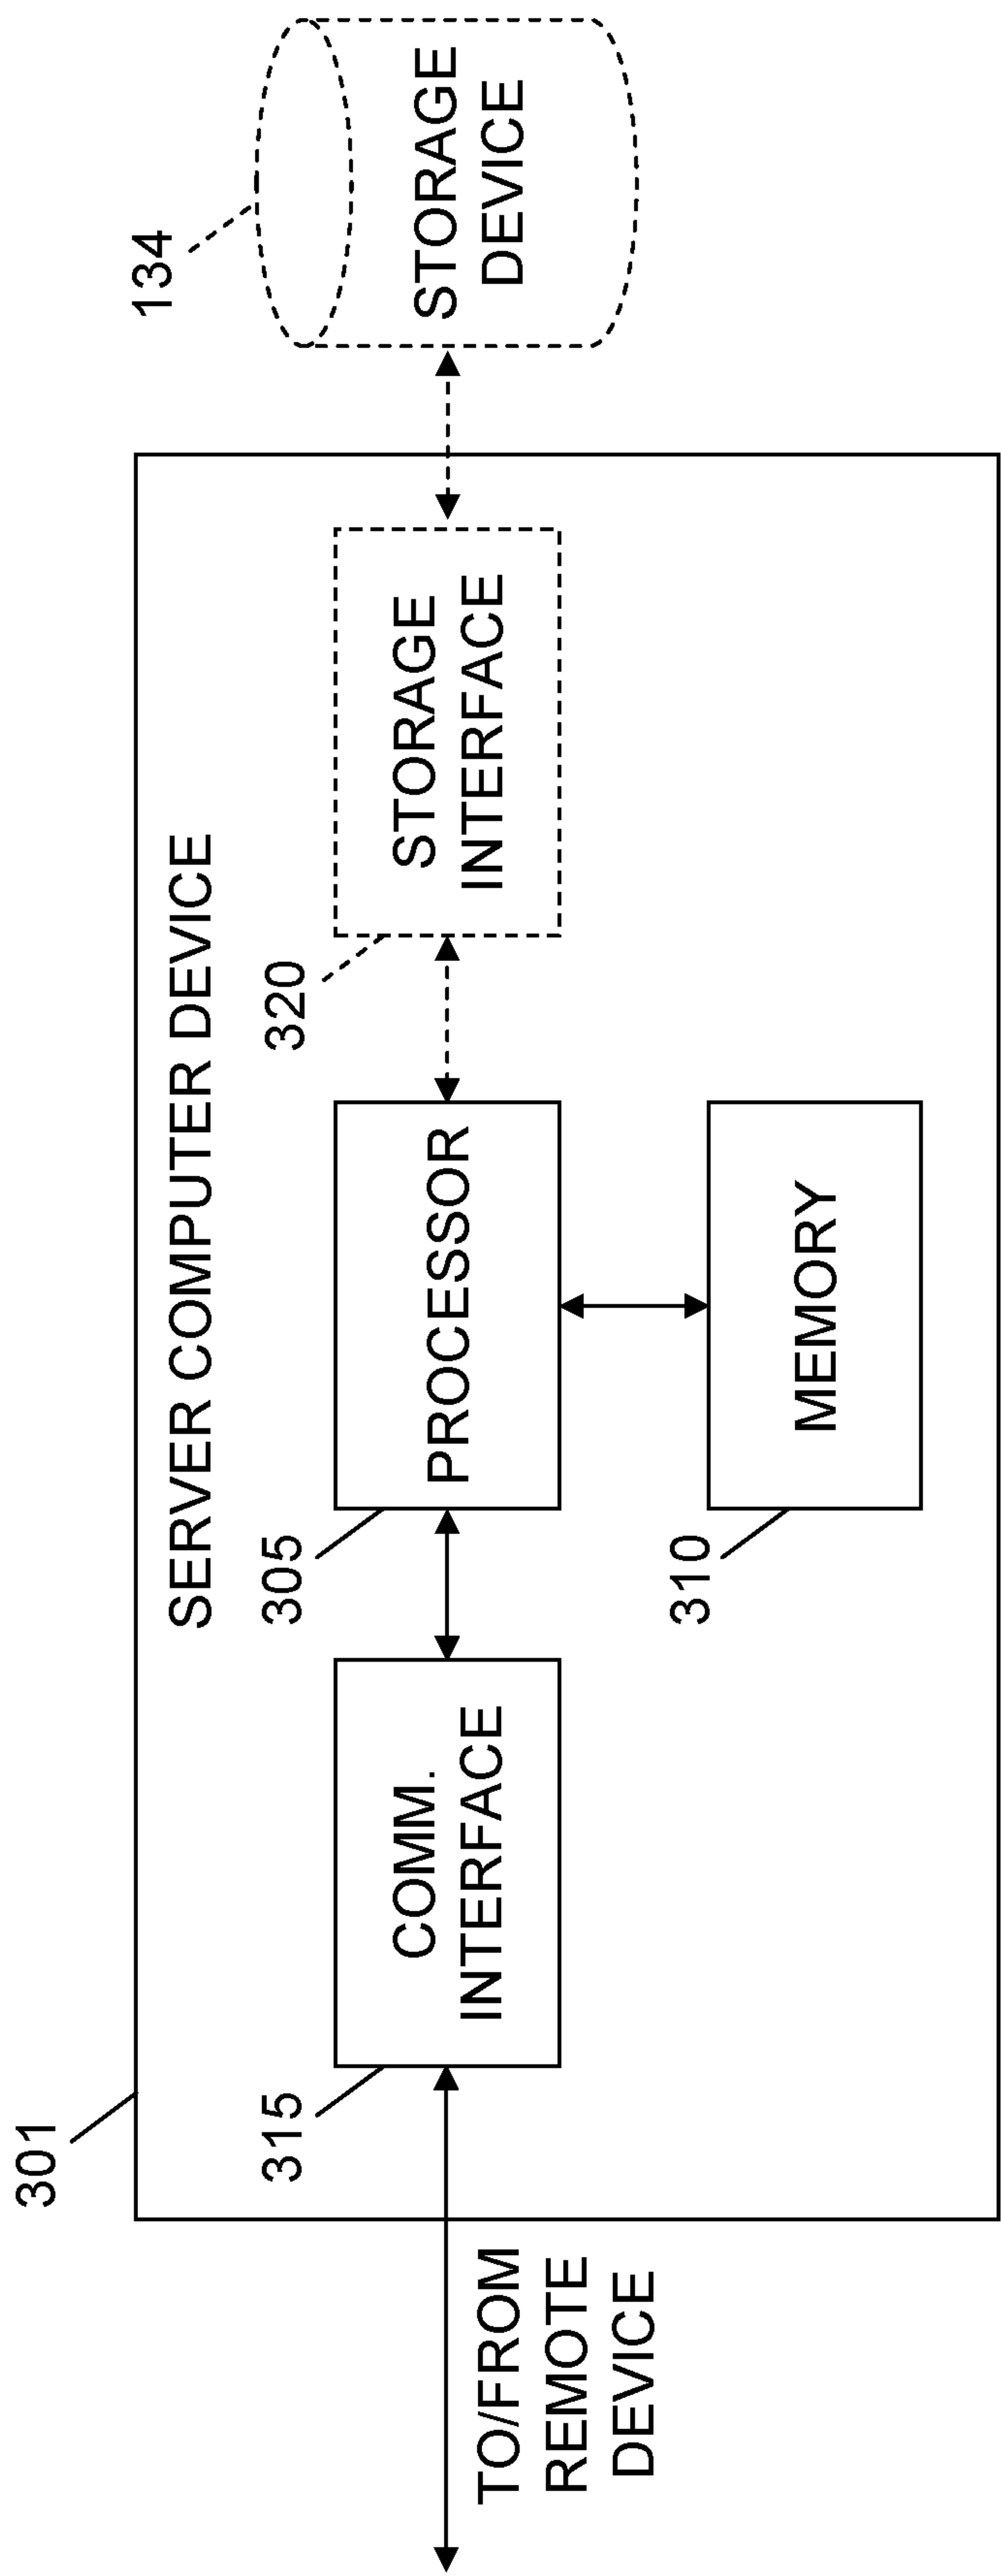 301
SERVER COMPUTER DEVICE
134
315
COMM.
INTERFACE
305
PROCESSOR
320
STORAGE
INTERFACE
STORAGE
DEVICE
TO/FROM
REMOTE
DEVICE
310
MEMORY